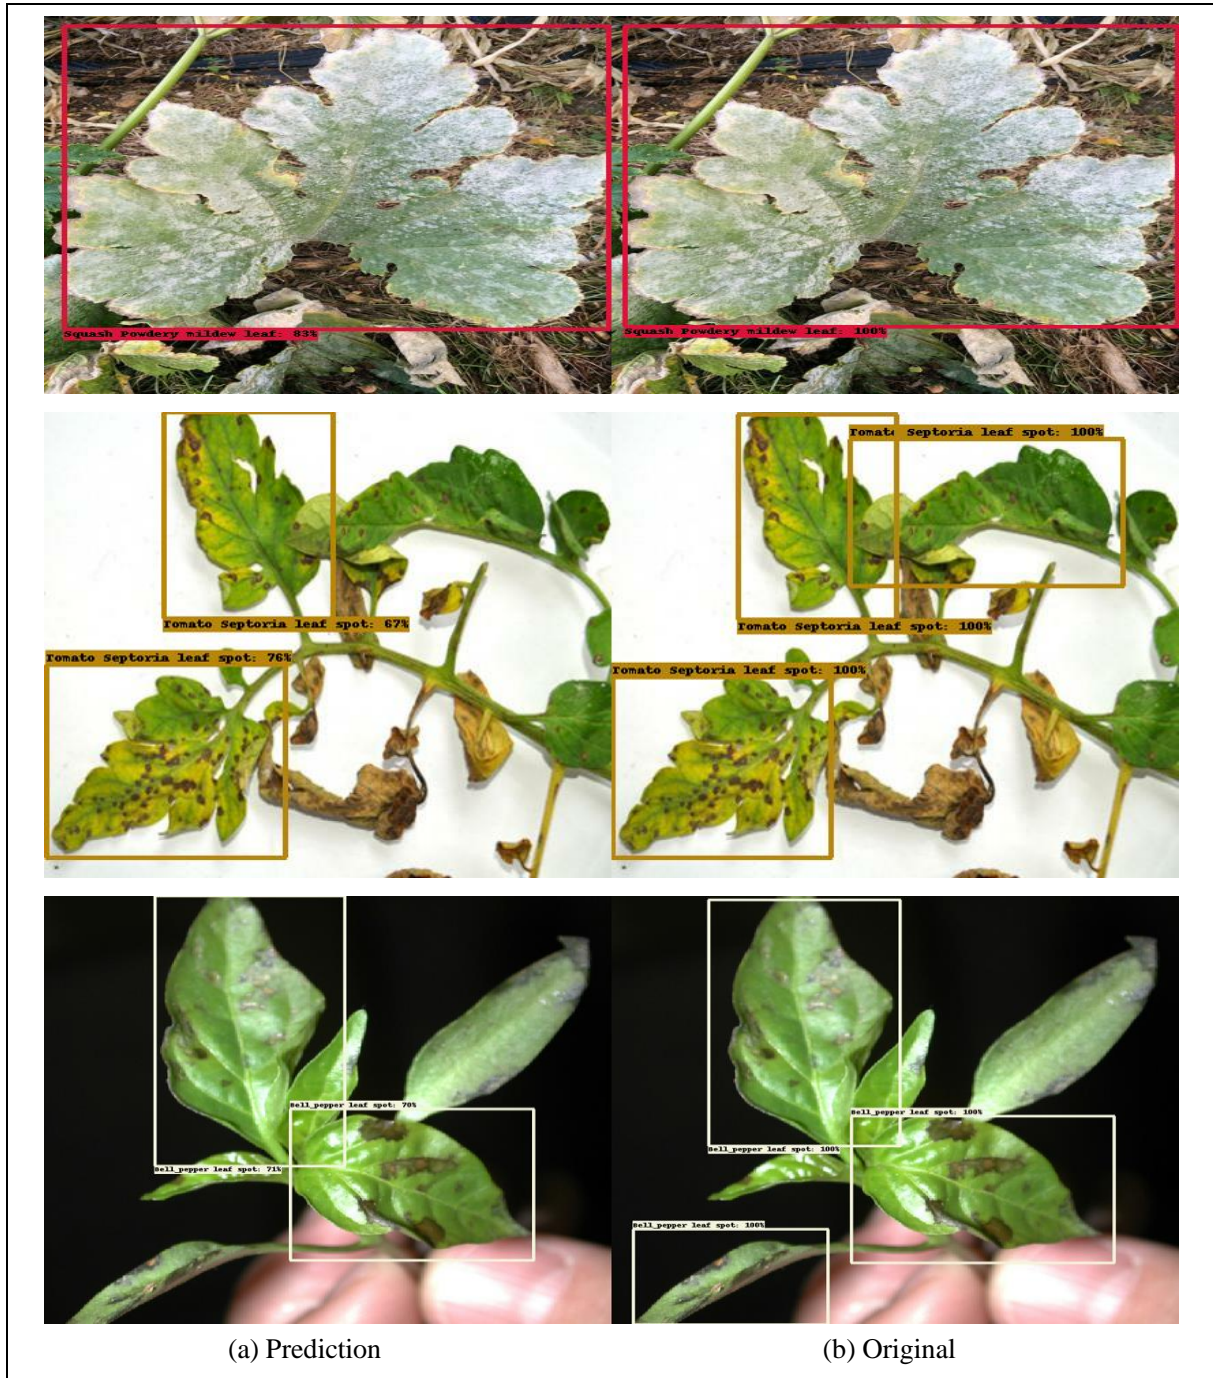 Squash Powdery mildew leaf: 83%
Squash Powdery mildew leaf: 100%
Tomato Septoria leaf spot: 100%
Tomato Septoria leaf spot: 67%
Tomato Septoria leaf spot: 100%
Tomato Septoria leaf spot: 76%
Tomato Septoria leaf spot: 100%
Bell_pepper leaf spot: 70%
Bell_pepper leaf spot: 100%
Bell_pepper leaf spot: 71%
Bell_pepper leaf spot: 100%
Bell_pepper leaf spot: 100%
(a) Prediction
(b) Original